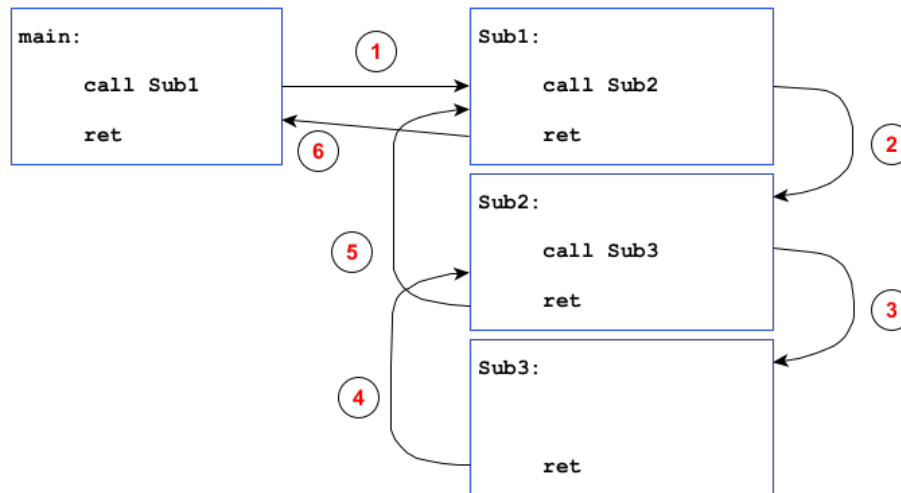 main:
call Sub1
ret
1
6
Sub1:
call Sub2
ret
2
Sub2:
call Sub3
ret
5
3
Sub3:
ret
4